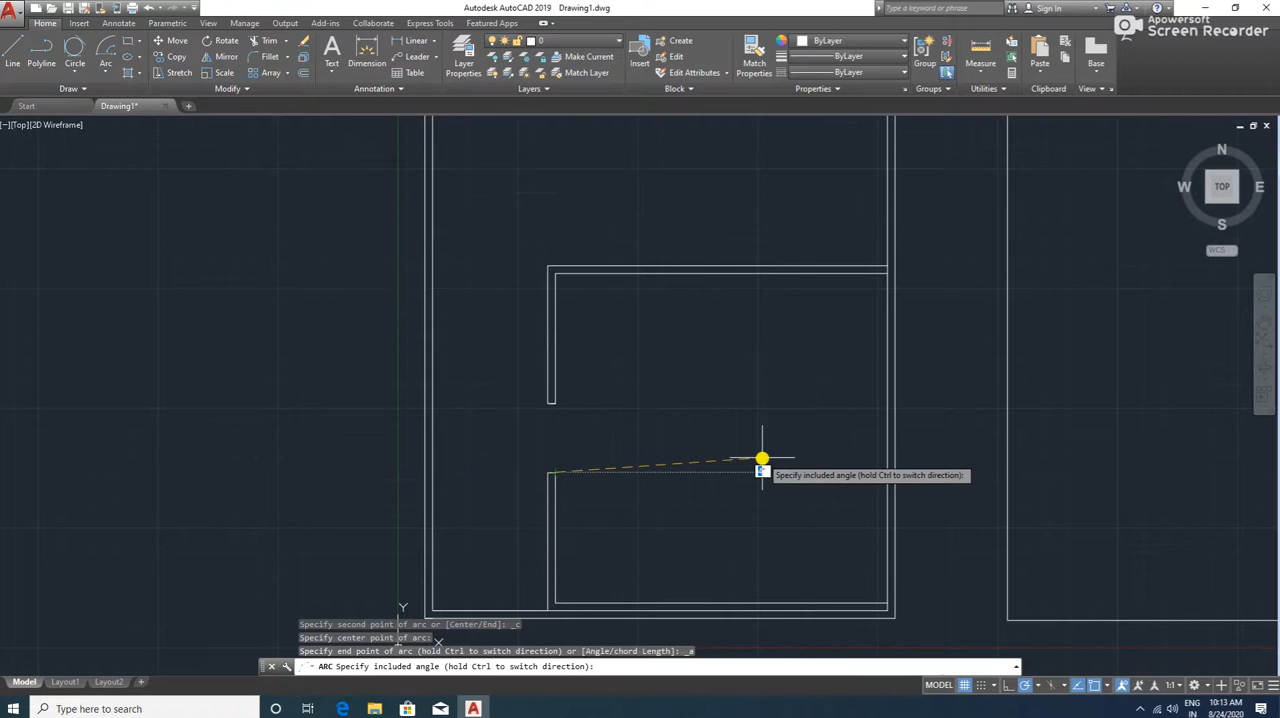 Autodesk AutoCAD 2019 Drawing1.dwg
Type a keyword or phrase
Sign In
Apowersoft
Screen Recorder
Home Insert Annotate Parametric View Manage Output Add-ins Collaborate Express Tools Featured Apps
Line Polyline Circle Arc
Move Rotate Trim
Copy Mirror Fillet
Stretch Scale Array
Text Dimension
Linear
Leader
Table
Layer
Properties
0
Make Current
Match Layer
Insert
Create
Edit
Edit Attributes
Match
Properties
ByLayer
ByLayer
ByLayer
Group
Measure
Paste
Base
Draw Modify Annotation Layers Block Properties Groups Utilities Clipboard View
Start Drawing1*
[−][Top][2D Wireframe]
N
W TOP E
S
WCS
Specify included angle (hold Ctrl to switch direction):
Y
X
Specify second point of arc or [Center/End]: _c
Specify center point of arc:
Specify end point of arc (hold Ctrl to switch direction) or [Angle/chord Length]: _a
ARC Specify included angle (hold Ctrl to switch direction):
Model Layout1 Layout2
MODEL 1:1
Type here to search
ENG 10:13 AM
IN 8/24/2020